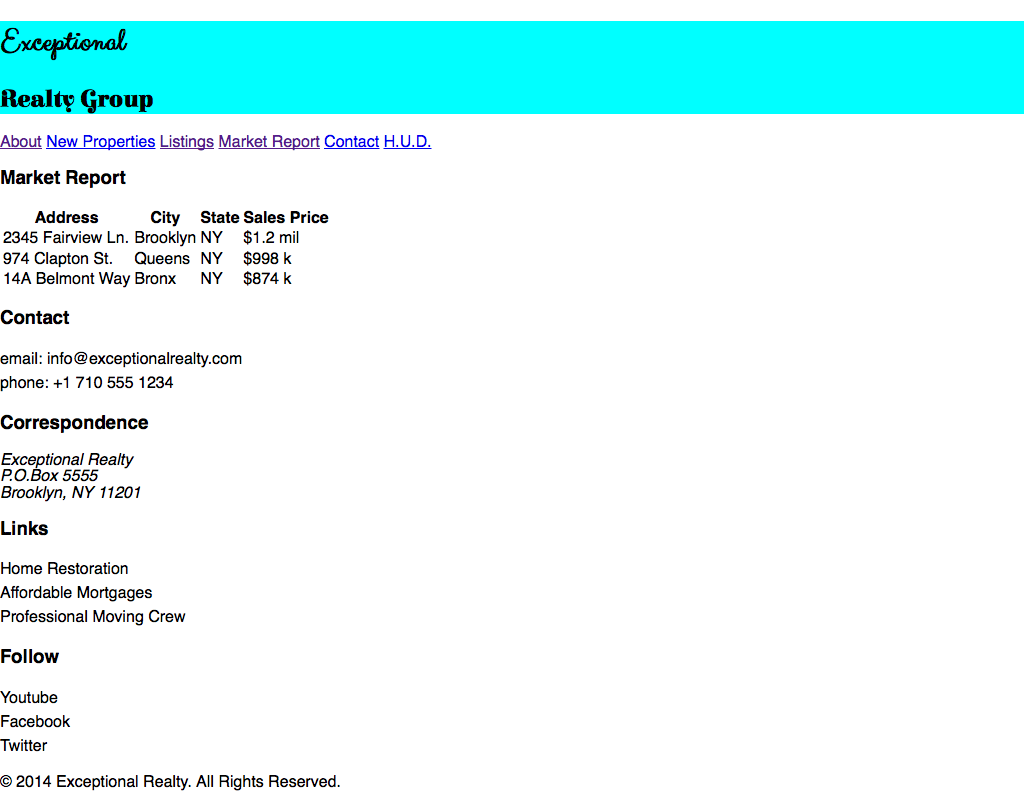 Exceptional
Realty Group
About New Properties Listings Market Report Contact H.U.D.
Market Report
Address City State Sales Price
2345 Fairview Ln. Brooklyn NY $1.2 mil
974 Clapton St. Queens NY $998 k
14A Belmont Way Bronx NY $874 k
Contact
email: info@exceptionalrealty.com
phone: +1 710 555 1234
Correspondence
Exceptional Realty
P.O.Box 5555
Brooklyn, NY 11201
Links
Home Restoration
Affordable Mortgages
Professional Moving Crew
Follow
Youtube
Facebook
Twitter
© 2014 Exceptional Realty. All Rights Reserved.